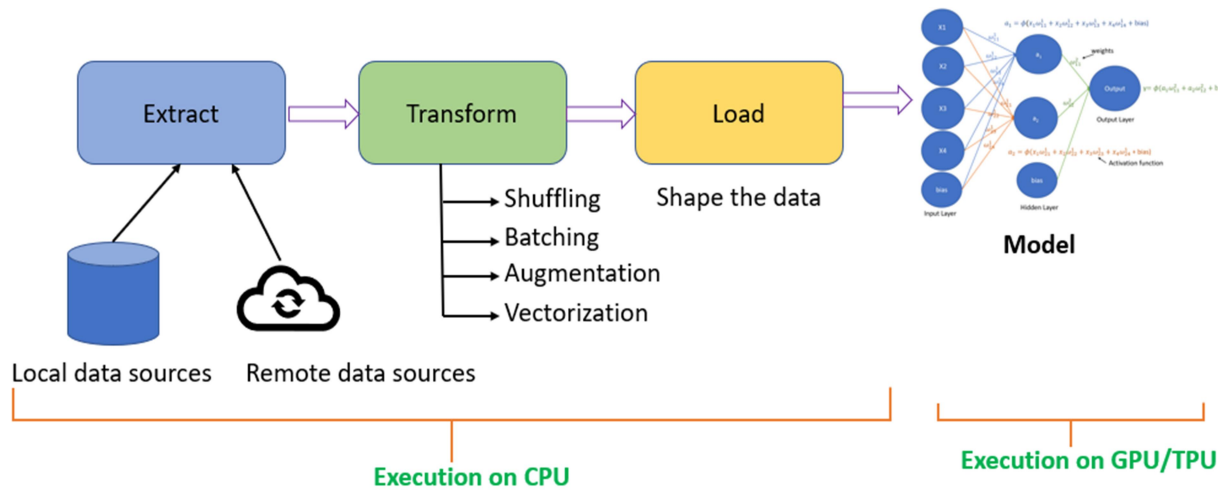 Extract
Transform
Load
Shuffling
Batching
Augmentation
Vectorization
Shape the data
Local data sources
Remote data sources
Execution on CPU
X1
X2
X3
X4
bias
Input Layer
a₁
bias
Hidden Layer
weights
Output
Output Layer
Activation function
Model
Execution on GPU/TPU